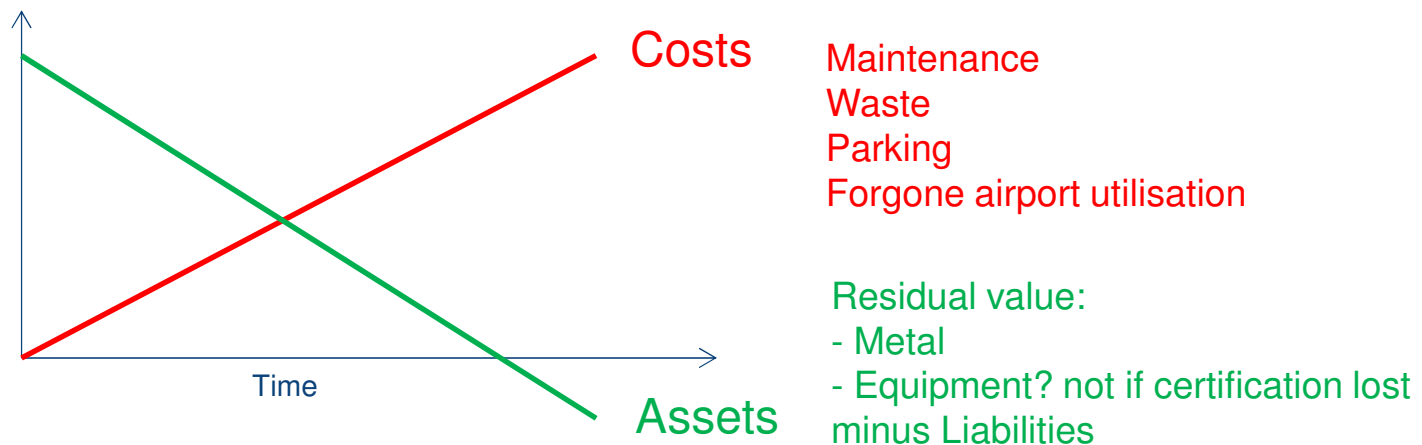 Costs
Maintenance
Waste
Parking
Forgone airport utilisation
Time
Assets
Residual value:
- Metal
- Equipment? not if certification lost
minus Liabilities